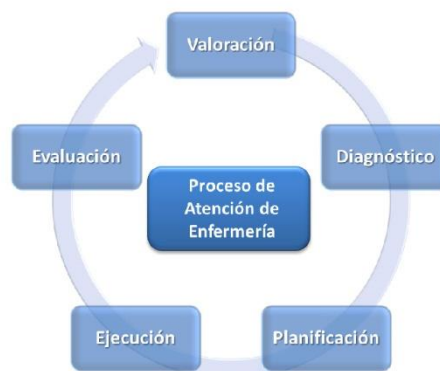 Valoración
Diagnóstico
Planificación
Ejecución
Evaluación
Proceso de
Atención de
Enfermería